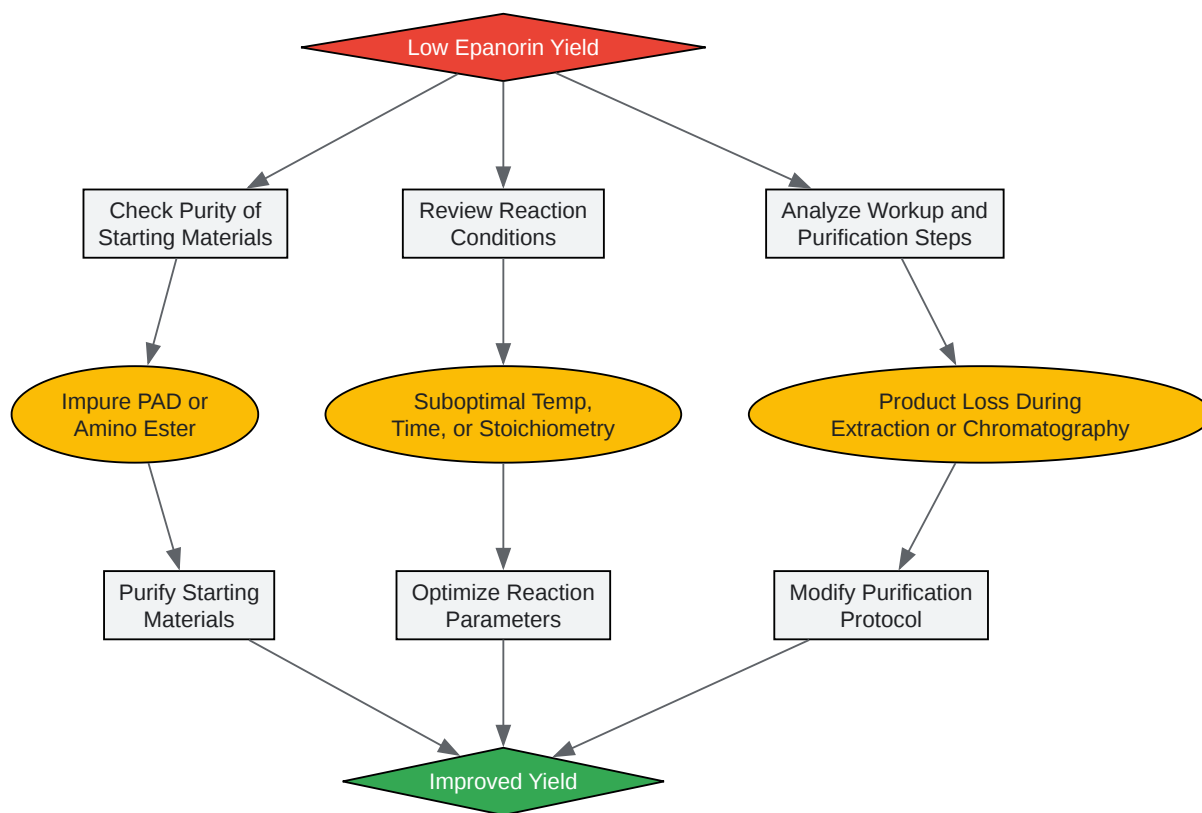 Low Epanorin Yield
Check Purity of
Starting Materials
Review Reaction
Conditions
Analyze Workup and
Purification Steps
Impure PAD or
Amino Ester
Suboptimal Temp,
Time, or Stoichiometry
Product Loss During
Extraction or Chromatography
Purify Starting
Materials
Optimize Reaction
Parameters
Modify Purification
Protocol
Improved Yield